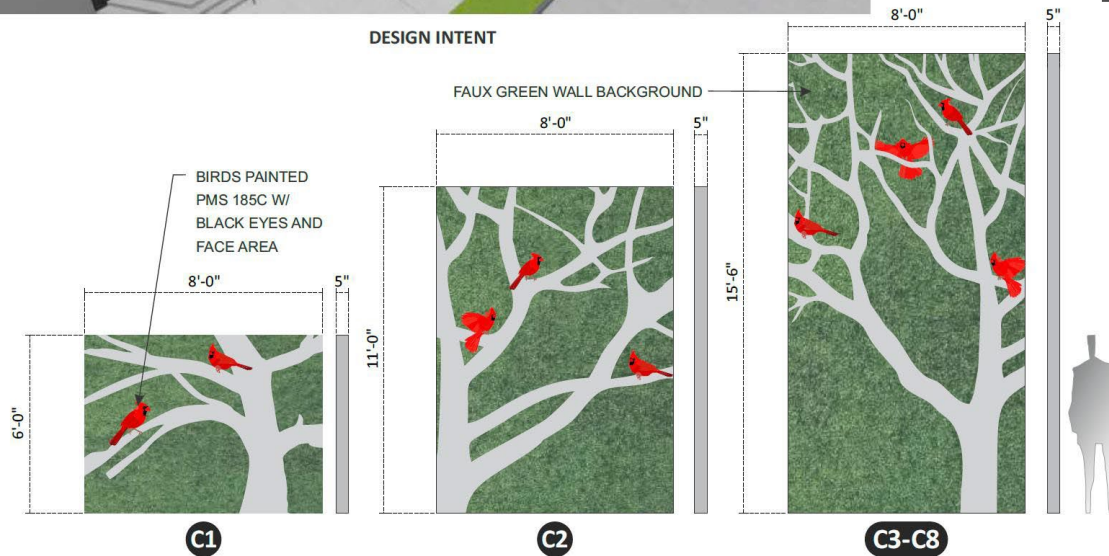 DESIGN INTENT
8'-0"
5"
FAUX GREEN WALL BACKGROUND
8'-0"
5"
BIRDS PAINTED
PMS 185C W/
BLACK EYES AND
FACE AREA
8'-0"
5"
15'-6"
11'-0"
6'-0"
C1
C2
C3-C8